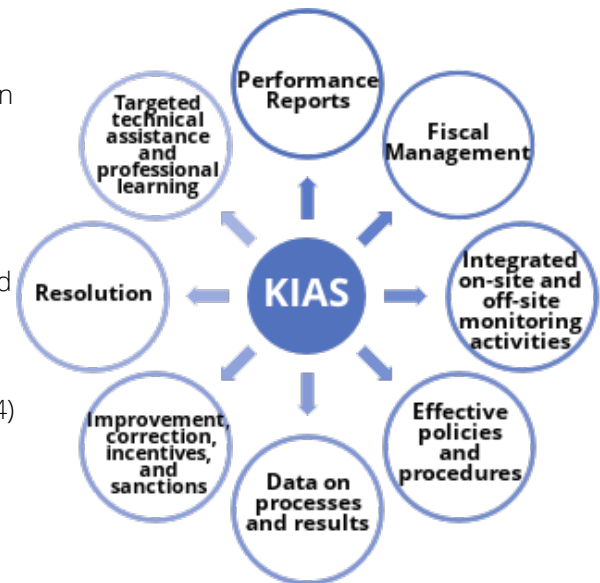 n
d
4)
Performance
Reports
Fiscal
Management
Integrated
on-site and
off-site
monitoring
activities
Effective
policies
and
procedures
Data on
processes
and results
Improvement,
correction,
incentives,
and
sanctions
Resolution
Targeted
technical
assistance
and
professional
learning
KIAS